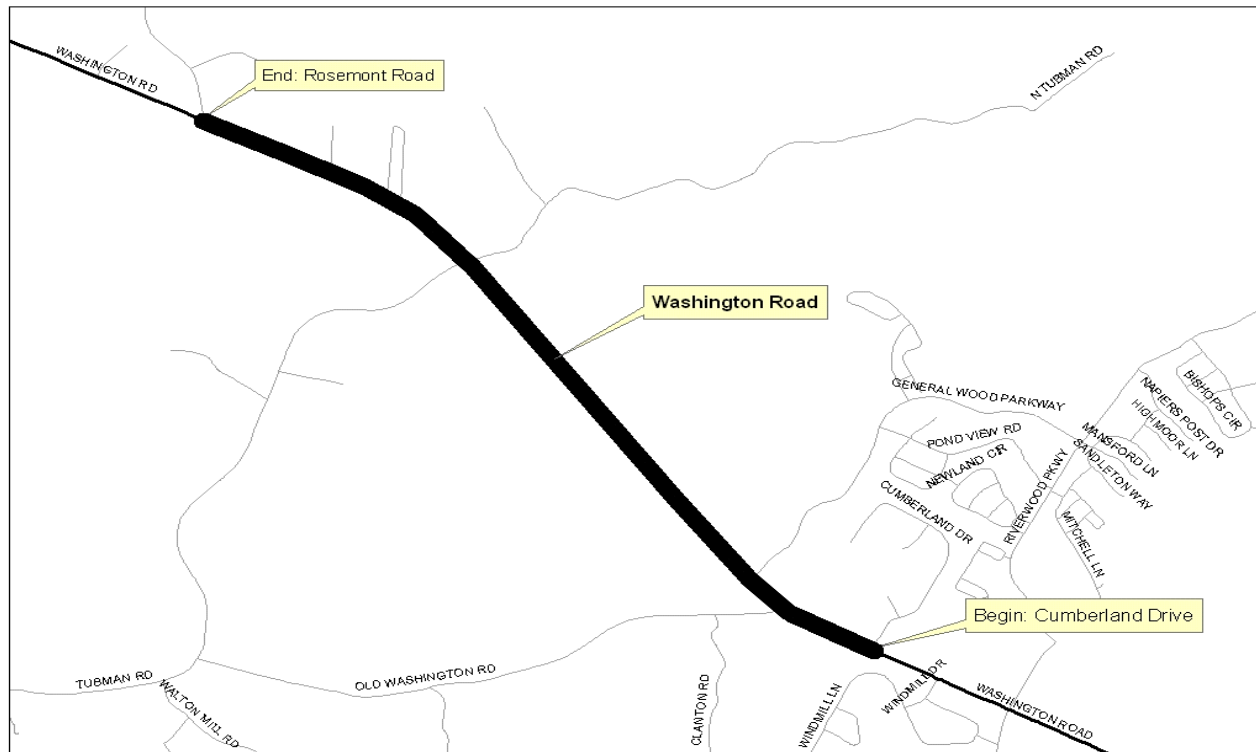 WASHINGTON RD
End: Rosemont Road
N TUBMAN RD
Washington Road
GENERAL WOOD PARKWAY
BISHOPS CIR
NAPIERS POST DR
HIGHMOOR LN
MANSFORD LN
SANDLETON WAY
POND VIEW RD
NEWLAND CIR
CUMBERLAND DR
RIVERWOOD PKWY
MITCHELL LN
Begin: Cumberland Drive
TUBMAN RD
OLD WASHINGTON RD
WALTON MILL RD
CLANTON RD
WINDMILL LN
WINDMILL DR
WASHINGTON ROAD